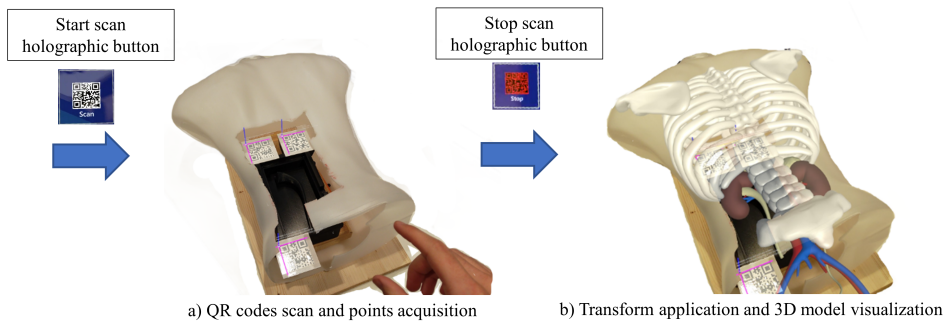 Start scan
holographic button
Scan
Stop scan
holographic button
Stop
a) QR codes scan and points acquisition
b) Transform application and 3D model visualization